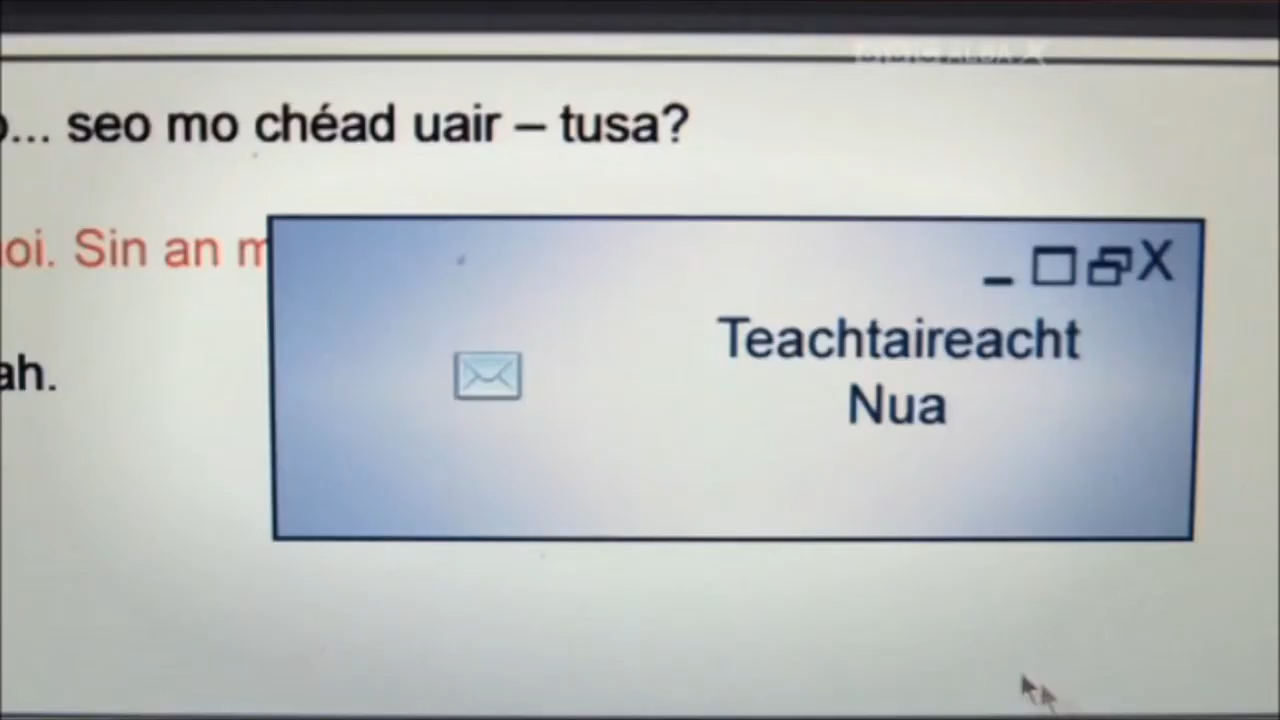 ... seo mo chéad uair – tusa?
oi. Sin an m
ah.
Teachtaireacht
Nua